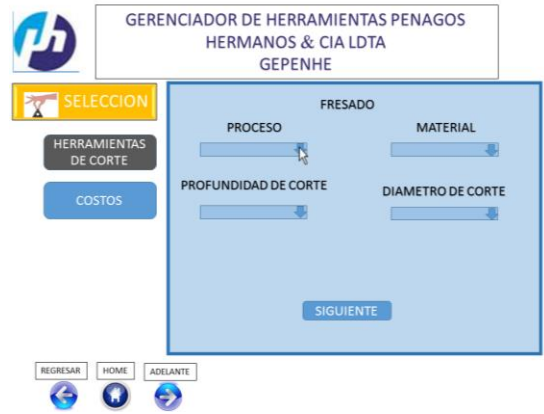 GERENCIADOR DE HERRAMIENTAS PENAGOS
HERMANOS & CIA LDTA
GEPENHE
SELECCION
HERRAMIENTAS
DE CORTE
COSTOS
FRESADO
PROCESO
MATERIAL
PROFUNDIDAD DE CORTE
DIAMETRO DE CORTE
SIGUIENTE
REGRESAR
HOME
ADELANTE